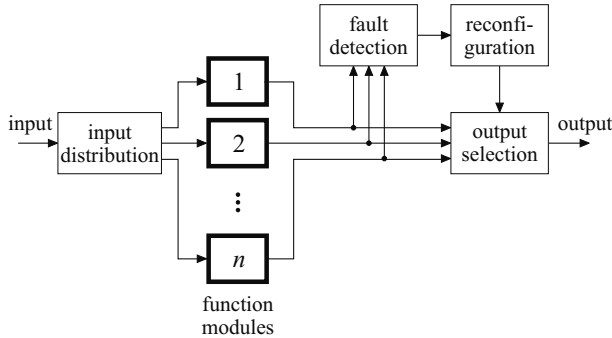 fault
detection
reconfi-
guration
1
input
input
distribution
2
output
selection
output
n
function
modules